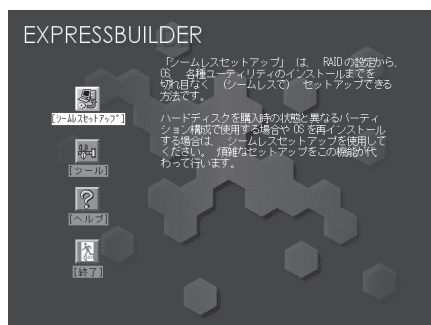 EXPRESSBUILDER
「シームレスセットアップ」 は、 RAIDの設定から、
OS、 各種ユーティリティのインストールまでを
切れ目なく （シームレスで） セットアップできる
方法です。
ハードディスクを購入時の状態と異なるパーティ
ション構成で使用する場合や OSを再インストール
する場合は、 シームレスセットアップを使用して
ください。 煩雑なセットアップをこの機能が代
わって行います。
[ｼｰﾑﾚｽｾｯﾄｱｯﾌﾟ]
[ツール]
[ヘルプ]
[終了]